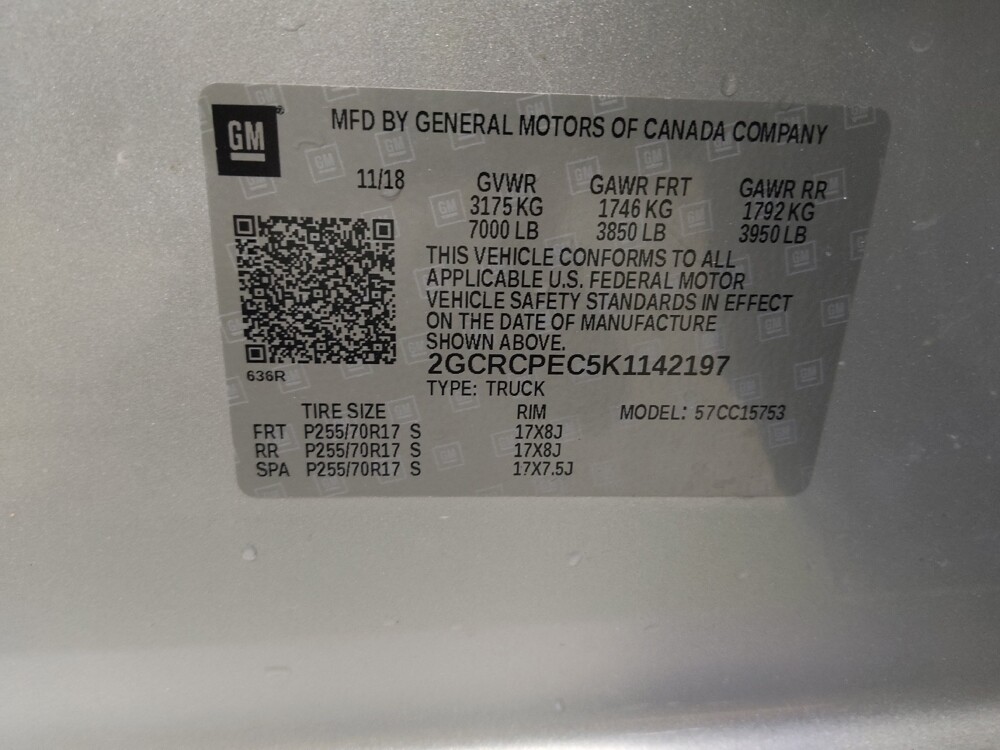 GM
MFD BY GENERAL MOTORS OF CANADA COMPANY
11/18 GVWR GAWR FRT GAWR RR
3175 KG 1746 KG 1792 KG
7000 LB 3850 LB 3950 LB
THIS VEHICLE CONFORMS TO ALL
APPLICABLE U.S. FEDERAL MOTOR
VEHICLE SAFETY STANDARDS IN EFFECT
ON THE DATE OF MANUFACTURE
SHOWN ABOVE.
636R
2GCRCPEC5K1142197
TYPE: TRUCK
TIRE SIZE RIM MODEL: 57CC15753
FRT P255/70R17 S 17X8J
RR P255/70R17 S 17X8J
SPA P255/70R17 S 17X7.5J